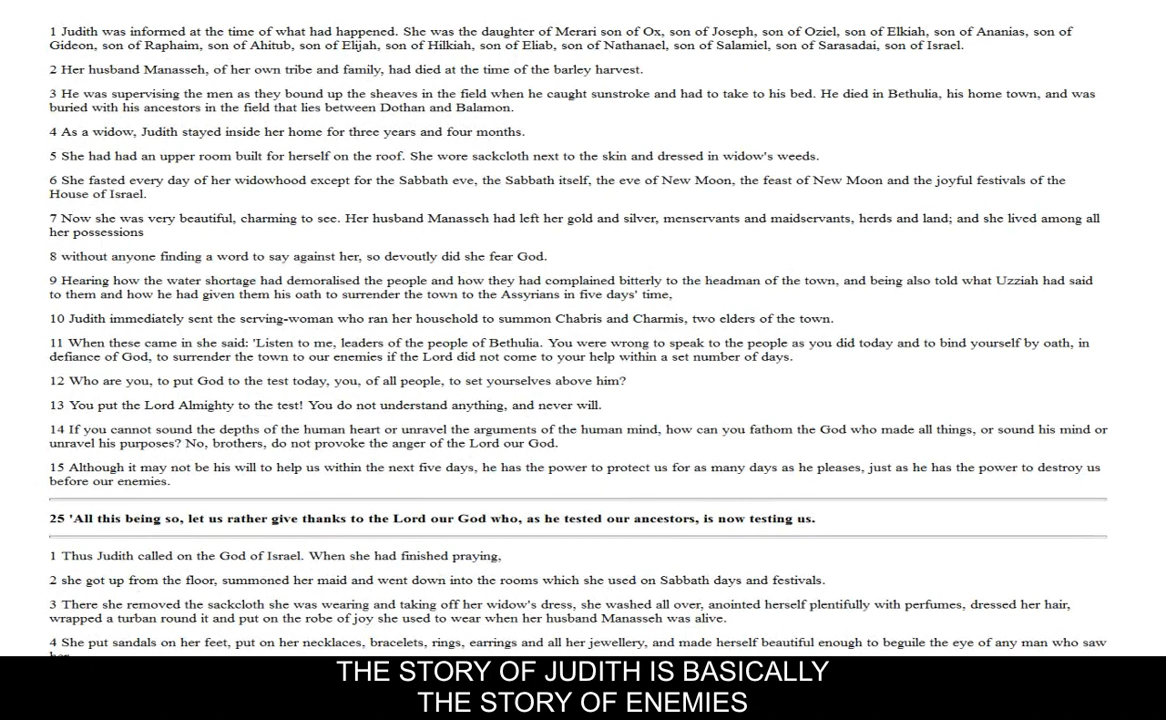 1 Judith was informed at the time of what had happened. She was the daughter of Merari son of Ox, son of Joseph, son of Oziel, son of Elkiah, son of Ananias, son of
Gideon, son of Raphaim, son of Ahitub, son of Elijah, son of Hilkiah, son of Eliab, son of Nathanael, son of Salamiel, son of Sarasadai, son of Israel.
2 Her husband Manasseh, of her own tribe and family, had died at the time of the barley harvest.
3 He was supervising the men as they bound up the sheaves in the field when he caught sunstroke and had to take to his bed. He died in Bethulia, his home town, and was
buried with his ancestors in the field that lies between Dothan and Balamon.
4 As a widow, Judith stayed inside her home for three years and four months.
5 She had had an upper room built for herself on the roof. She wore sackcloth next to the skin and dressed in widow's weeds.
6 She fasted every day of her widowhood except for the Sabbath eve, the Sabbath itself, the eve of New Moon, the feast of New Moon and the joyful festivals of the
House of Israel.
7 Now she was very beautiful, charming to see. Her husband Manasseh had left her gold and silver, menservants and maidservants, herds and land; and she lived among all
her possessions
8 without anyone finding a word to say against her, so devoutly did she fear God.
9 Hearing how the water shortage had demoralised the people and how they had complained bitterly to the headman of the town, and being also told what Uzziah had said
to them and how he had given them his oath to surrender the town to the Assyrians in five days' time,
10 Judith immediately sent the serving-woman who ran her household to summon Chabris and Charmis, two elders of the town.
11 When these came in she said: 'Listen to me, leaders of the people of Bethulia. You were wrong to speak to the people as you did today and to bind yourself by oath, in
defiance of God, to surrender the town to our enemies if the Lord did not come to your help within a set number of days.
12 Who are you, to put God to the test today, you, of all people, to set yourselves above him?
13 You put the Lord Almighty to the test! You do not understand anything, and never will.
14 If you cannot sound the depths of the human heart or unravel the arguments of the human mind, how can you fathom the God who made all things, or sound his mind or
unravel his purposes? No, brothers, do not provoke the anger of the Lord our God.
15 Although it may not be his will to help us within the next five days, he has the power to protect us for as many days as he pleases, just as he has the power to destroy us
before our enemies.
25 'All this being so, let us rather give thanks to the Lord our God who, as he tested our ancestors, is now testing us.
1 Thus Judith called on the God of Israel. When she had finished praying,
2 she got up from the floor, summoned her maid and went down into the rooms which she used on Sabbath days and festivals.
3 There she removed the sackcloth she was wearing and taking off her widow's dress, she washed all over, anointed herself plentifully with perfumes, dressed her hair,
wrapped a turban round it and put on the robe of joy she used to wear when her husband Manasseh was alive.
4 She put sandals on her feet, put on her necklaces, bracelets, rings, earrings and all her jewellery, and made herself beautiful enough to beguile the eye of any man who saw
THE STORY OF JUDITH IS BASICALLY
THE STORY OF ENEMIES